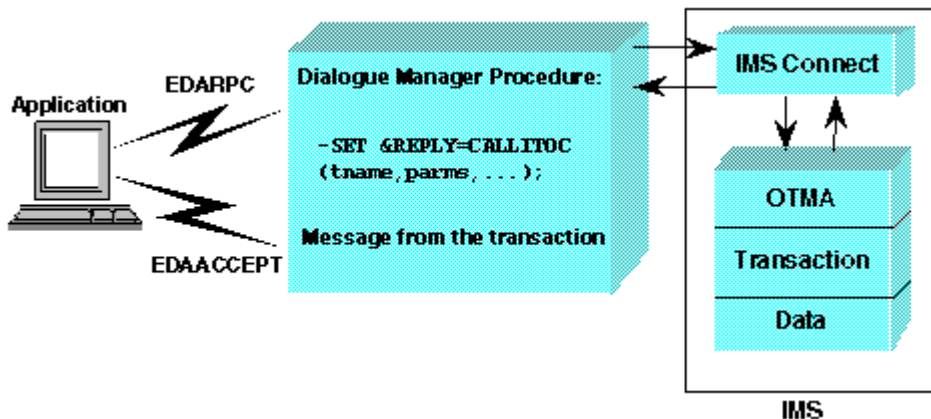 Application
EDARPC
EDAACCEPT
Dialogue Manager Procedure:
-SET &REPLY=CALLITOC
(tname,parms,...);
Message from the transaction
IMS Connect
OTMA
Transaction
Data
IMS